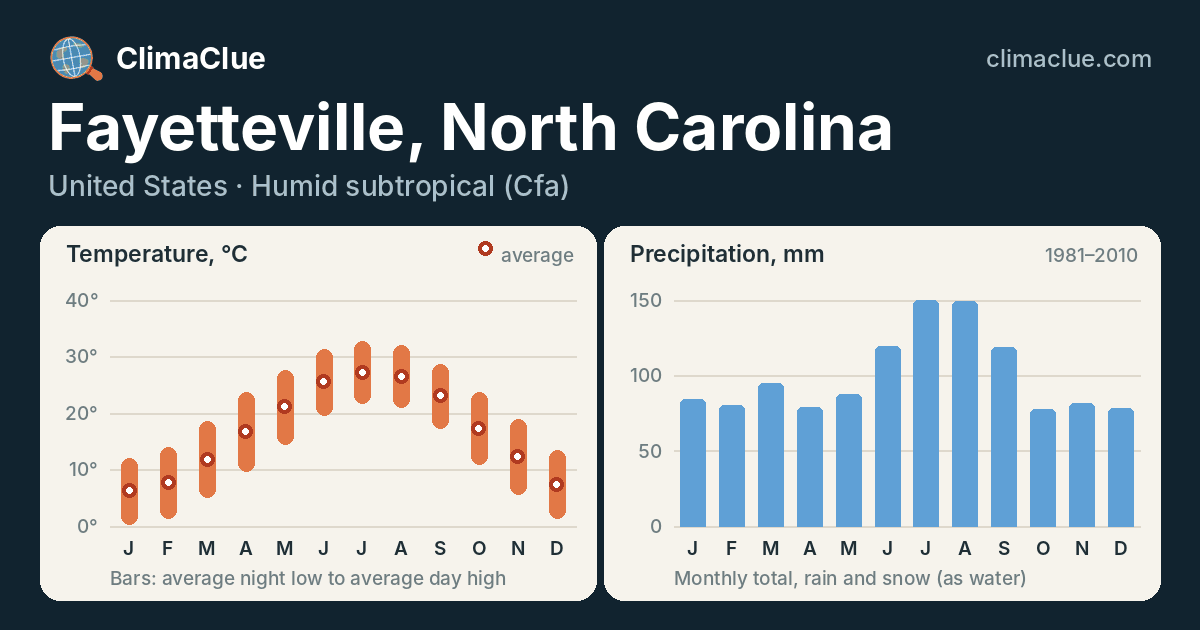 ClimaClue
climaclue.com
Fayetteville, North Carolina
United States · Humid subtropical (Cfa)
Temperature, °C
average
40°
30°
20°
10°
0°
J F M A M J J A S O N D
Bars: average night low to average day high
Precipitation, mm
1981–2010
150
100
50
0
J F M A M J J A S O N D
Monthly total, rain and snow (as water)